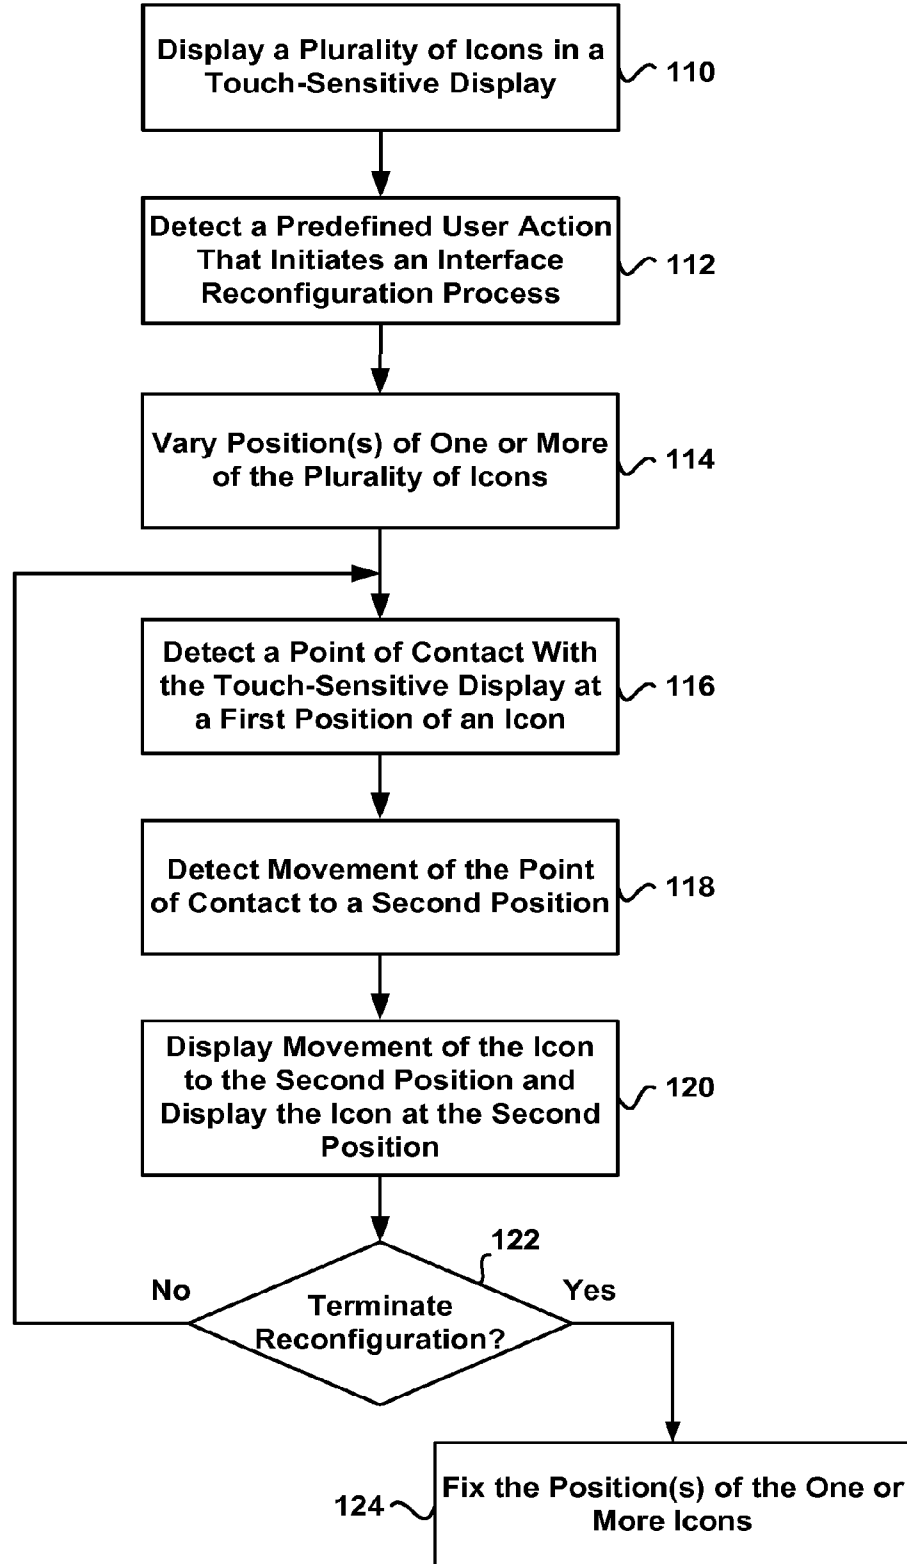 Display a Plurality of Icons in a
Touch-Sensitive Display
110
Detect a Predefined User Action
That Initiates an Interface
Reconfiguration Process
112
Vary Position(s) of One or More
of the Plurality of Icons
114
Detect a Point of Contact With
the Touch-Sensitive Display at
a First Position of an Icon
116
Detect Movement of the Point
of Contact to a Second Position
118
Display Movement of the Icon
to the Second Position and
Display the Icon at the Second
Position
120
122
No
Yes
Terminate
Reconfiguration?
124
Fix the Position(s) of the One or
More Icons